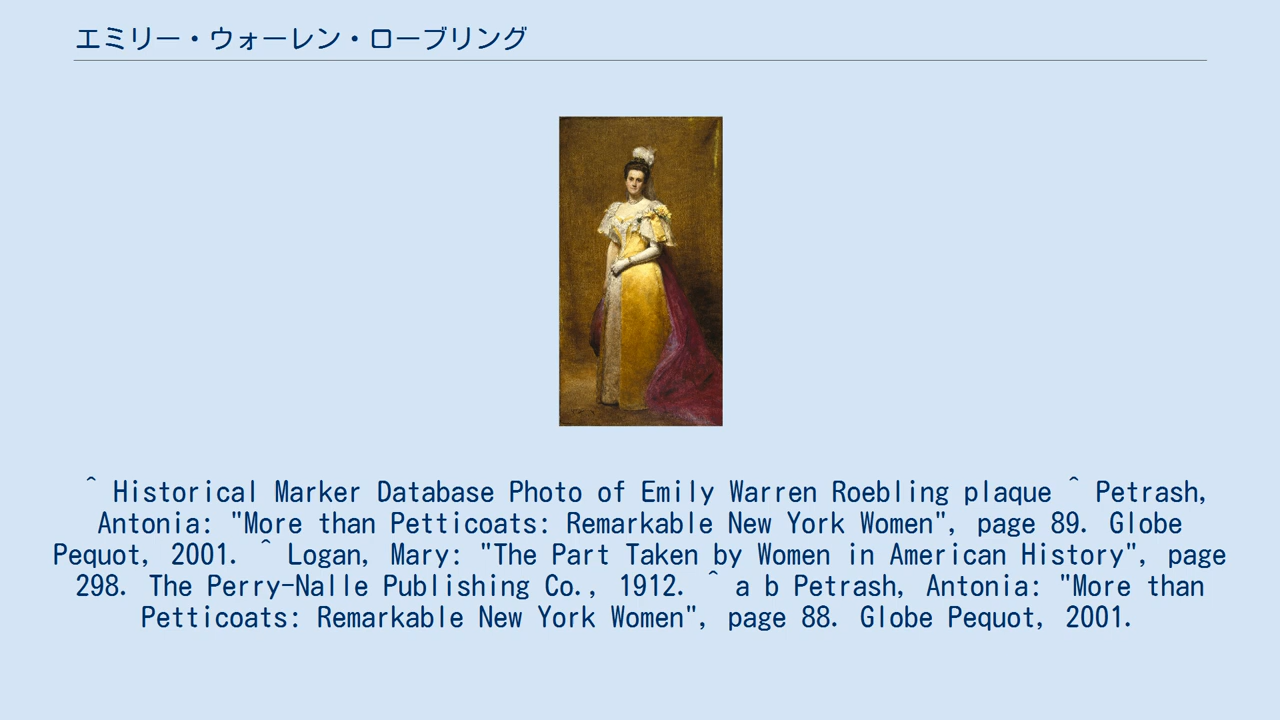 エミリー・ウォーレン・ローブリング
^ Historical Marker Database Photo of Emily Warren Roebling plaque ^ Petrash,
Antonia: "More than Petticoats: Remarkable New York Women", page 89. Globe
Pequot, 2001. ^ Logan, Mary: "The Part Taken by Women in American History", page
298. The Perry-Nalle Publishing Co., 1912. ^ a b Petrash, Antonia: "More than
Petticoats: Remarkable New York Women", page 88. Globe Pequot, 2001.